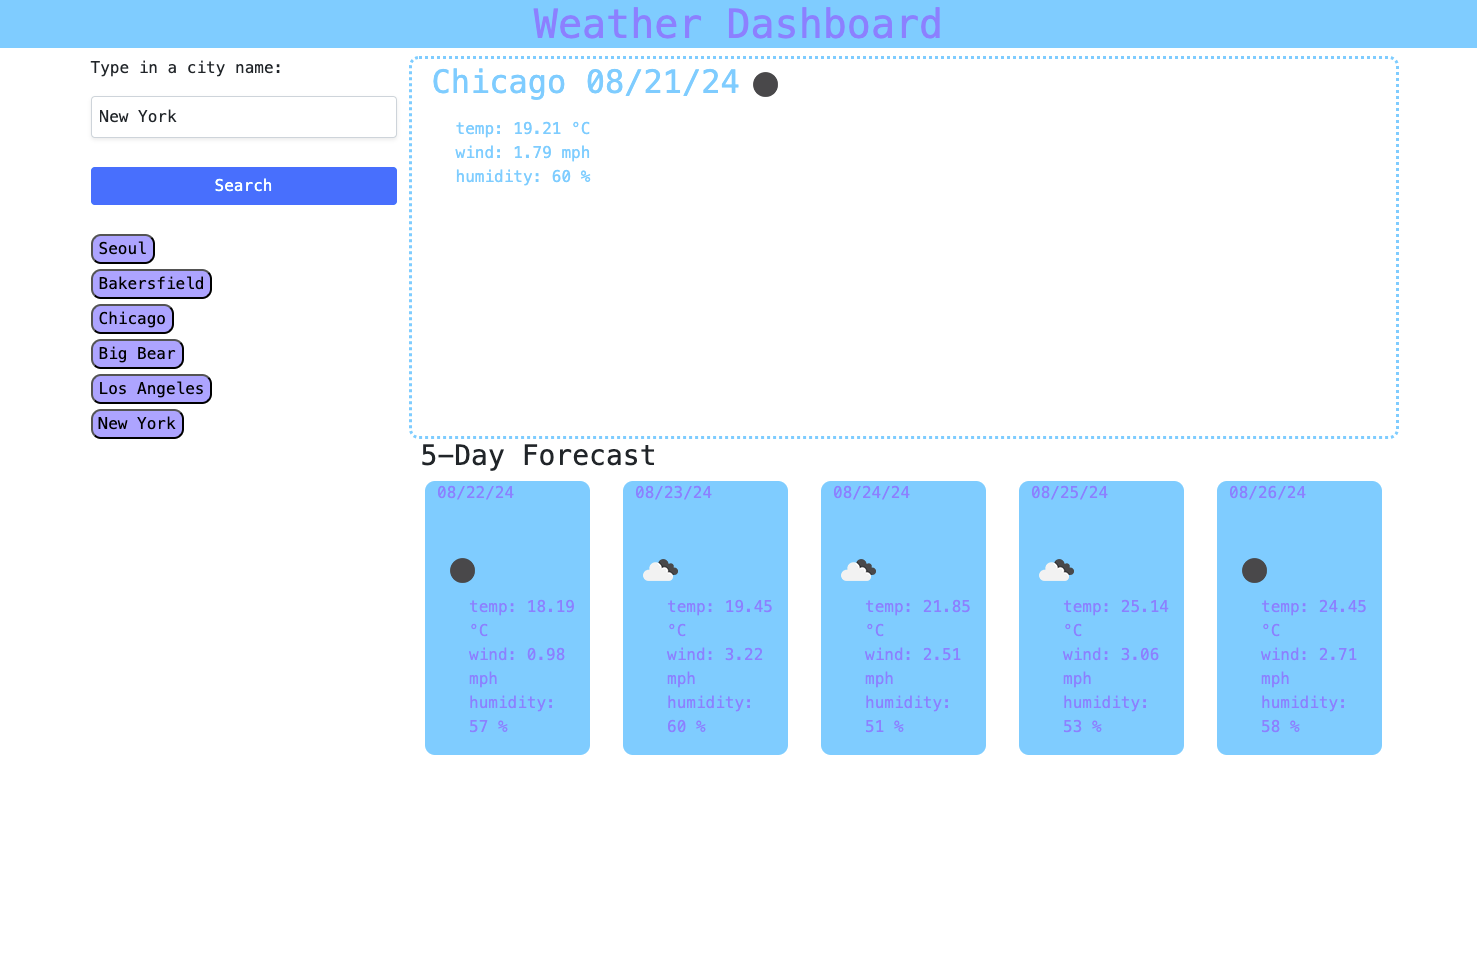 Weather Dashboard
Type in a city name:
New York
Search
Seoul
Bakersfield
Chicago
Big Bear
Los Angeles
New York
Chicago 08/21/24
temp: 19.21 °C
wind: 1.79 mph
humidity: 60 %
5-Day Forecast
08/22/24
temp: 18.19
°C
wind: 0.98
mph
humidity:
57 %
08/23/24
temp: 19.45
°C
wind: 3.22
mph
humidity:
60 %
08/24/24
temp: 21.85
°C
wind: 2.51
mph
humidity:
51 %
08/25/24
temp: 25.14
°C
wind: 3.06
mph
humidity:
53 %
08/26/24
temp: 24.45
°C
wind: 2.71
mph
humidity:
58 %